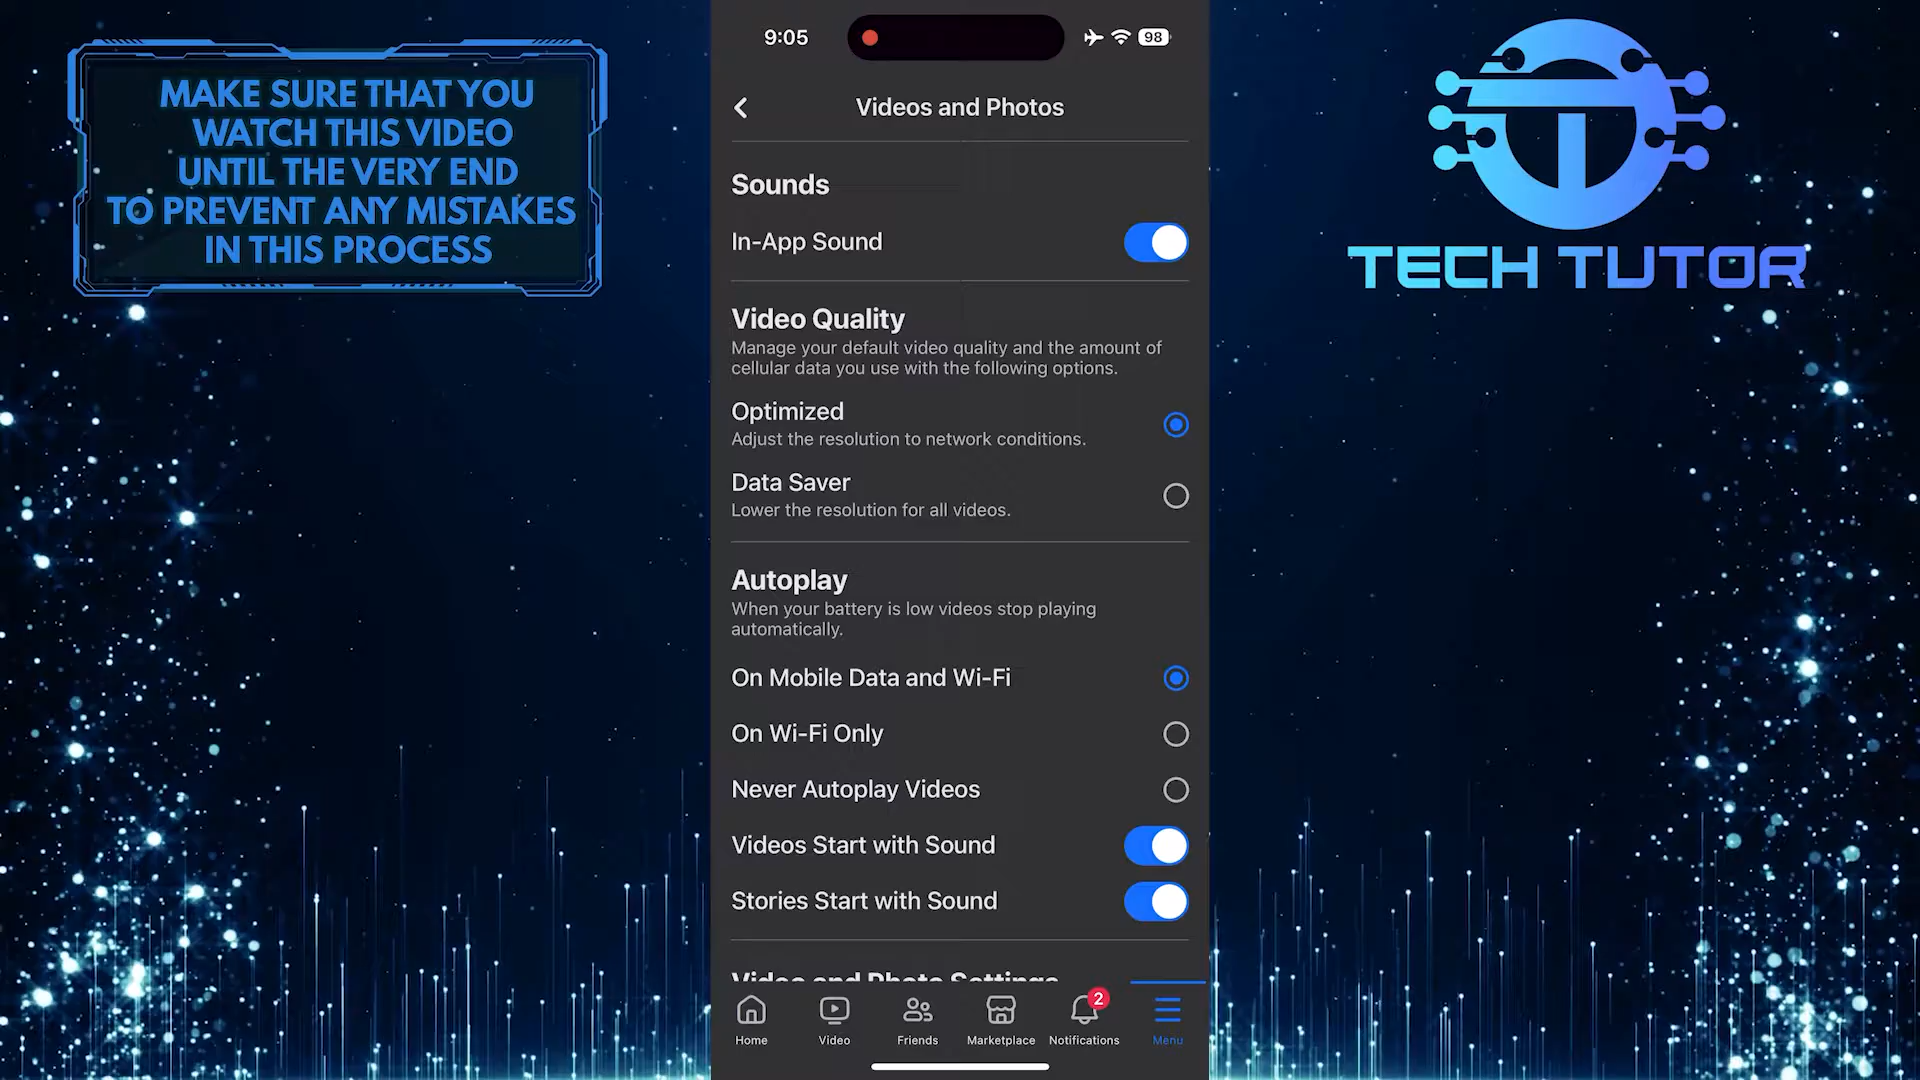 MAKE SURE THAT YOU
WATCH THIS VIDEO
UNTIL THE VERY END
TO PREVENT ANY MISTAKES
IN THIS PROCESS
9:05
98
Videos and Photos
Sounds
In-App Sound
Video Quality
Manage your default video quality and the amount of
cellular data you use with the following options.
Optimized
Adjust the resolution to network conditions.
Data Saver
Lower the resolution for all videos.
Autoplay
When your battery is low videos stop playing
automatically.
On Mobile Data and Wi-Fi
On Wi-Fi Only
Never Autoplay Videos
Videos Start with Sound
Stories Start with Sound
Video and Photo Settings
2
Home
Video
Friends
Marketplace
Notifications
Menu
TECH TUTOR